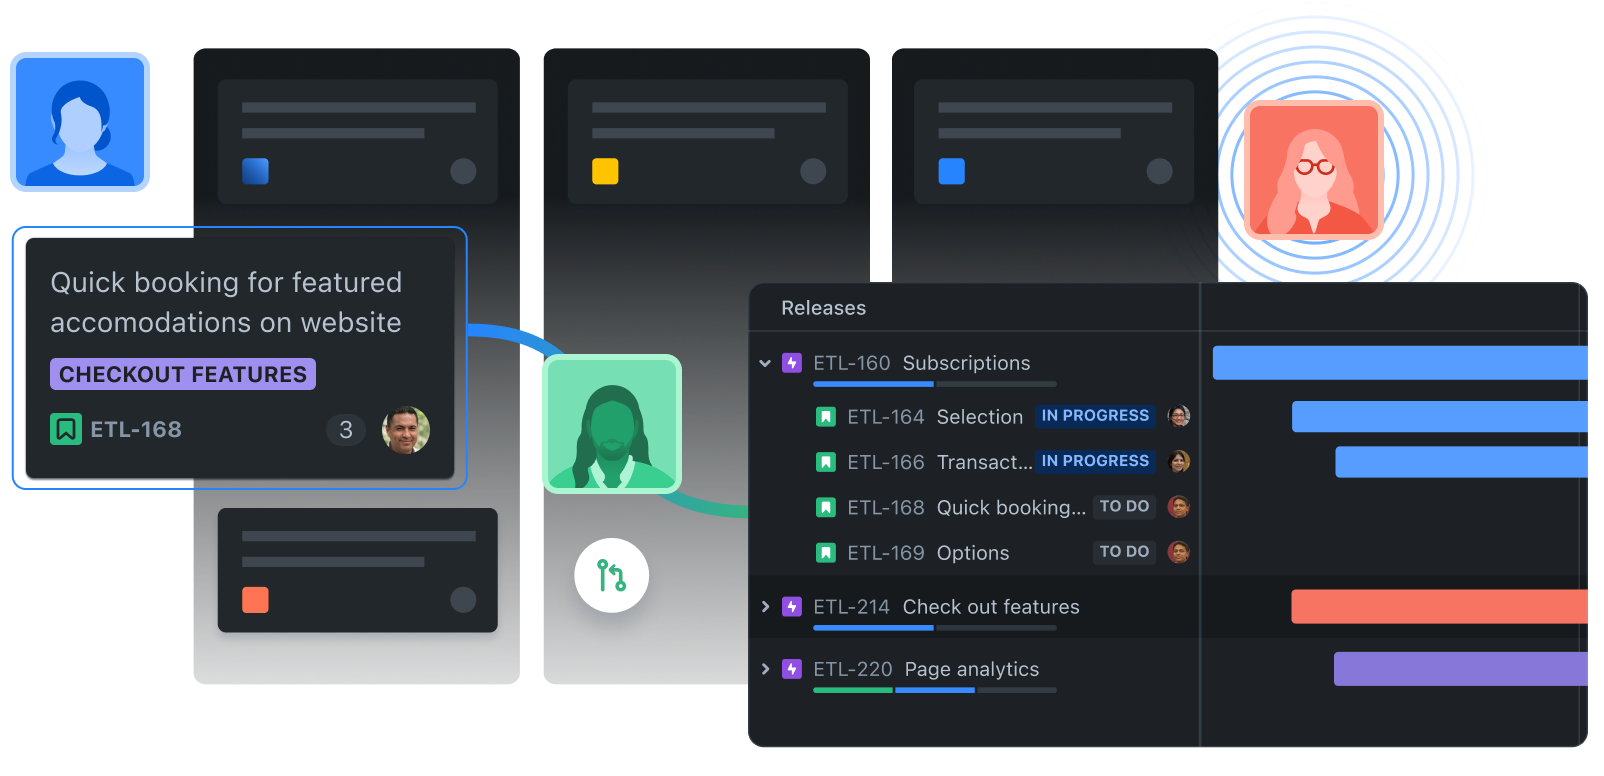 Quick booking for featured
accomodations on website
CHECKOUT FEATURES
ETL-168 3
Releases
ETL-160 Subscriptions
ETL-164 Selection IN PROGRESS
ETL-166 Transact... IN PROGRESS
ETL-168 Quick booking... TO DO
ETL-169 Options TO DO
ETL-214 Check out features
ETL-220 Page analytics